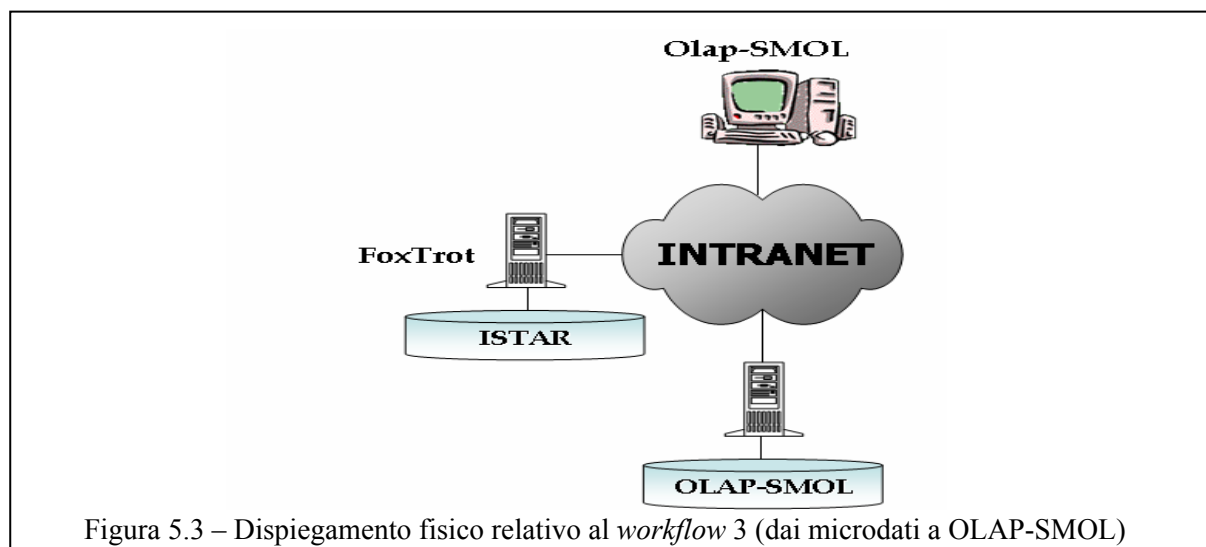 Olap-SMOL
INTRANET
FoxTrot
ISTAR
OLAP-SMOL
Figura 5.3 – Dispiegamento fisico relativo al workflow 3 (dai microdati a OLAP-SMOL)